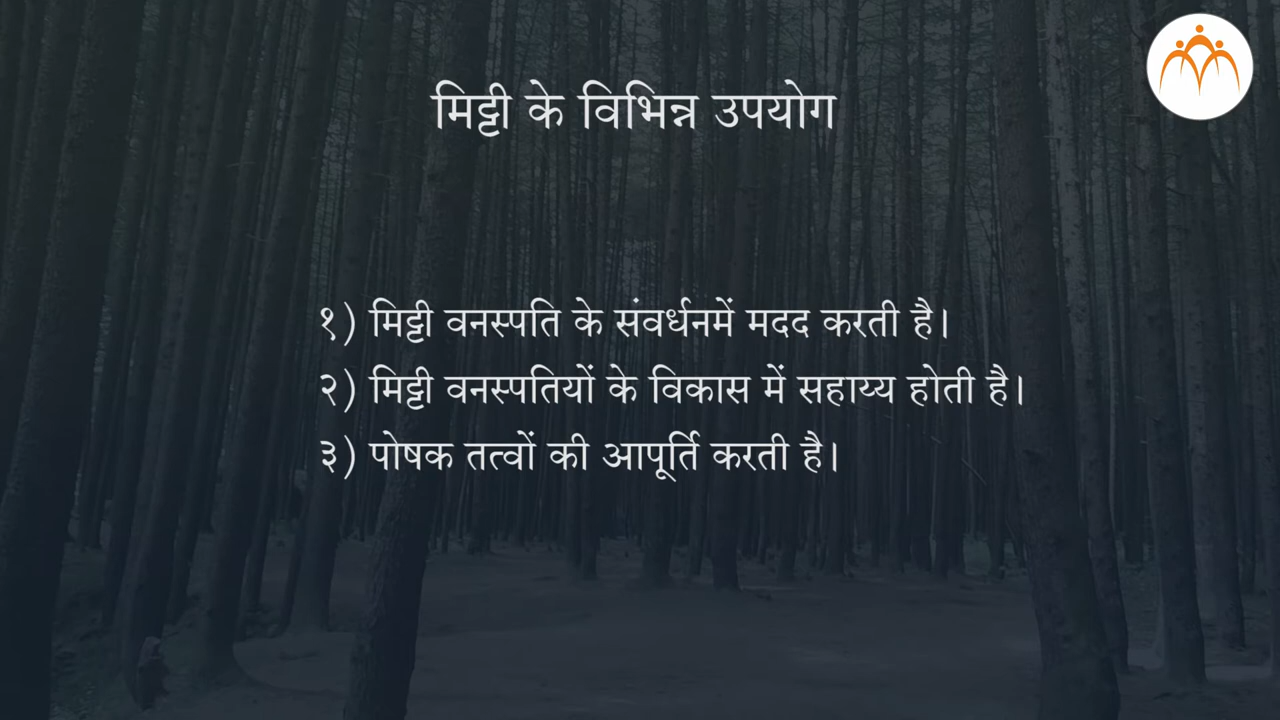 मिट्टी के विभिन्न उपयोग
१) मिट्टी वनस्पति के संवर्धनमें मदद करती है।
२) मिट्टी वनस्पतियों के विकास में सहाय्य होती है।
३) पोषक तत्वों की आपूर्ति करती है।